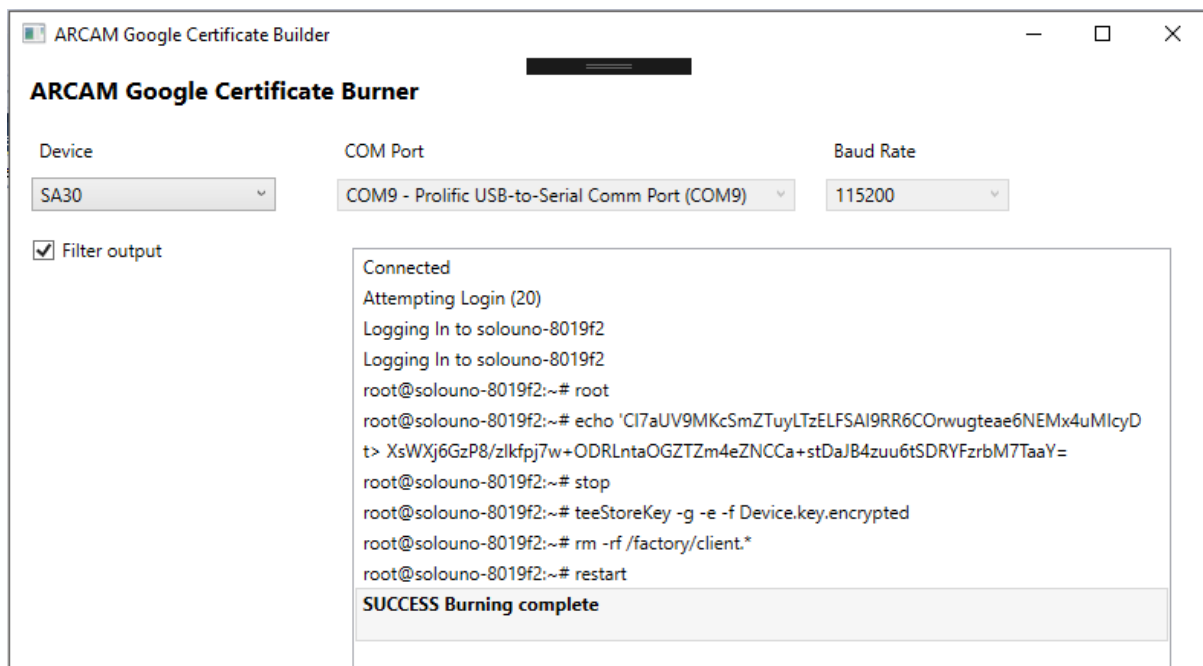 ARCAM Google Certificate Builder
ARCAM Google Certificate Burner
Device
COM Port
Baud Rate
SA30
COM9 - Prolific USB-to-Serial Comm Port (COM9)
115200
Filter output
Connected
Attempting Login (20)
Logging In to solouno-8019f2
Logging In to solouno-8019f2
root@solouno-8019f2:~# root
root@solouno-8019f2:~# echo 'CI7aUV9MKcSmZTuyLTzELFSAI9RR6COrwugteae6NEMx4uMIcyD
t> XsWXj6GzP8/zIkfpj7w+ODRLntaOGZTZm4eZNCCa+stDaJB4zuu6tSDRYFzrbM7TaaY=
root@solouno-8019f2:~# stop
root@solouno-8019f2:~# teeStoreKey -g -e -f Device.key.encrypted
root@solouno-8019f2:~# rm -rf /factory/client.*
root@solouno-8019f2:~# restart
SUCCESS Burning complete